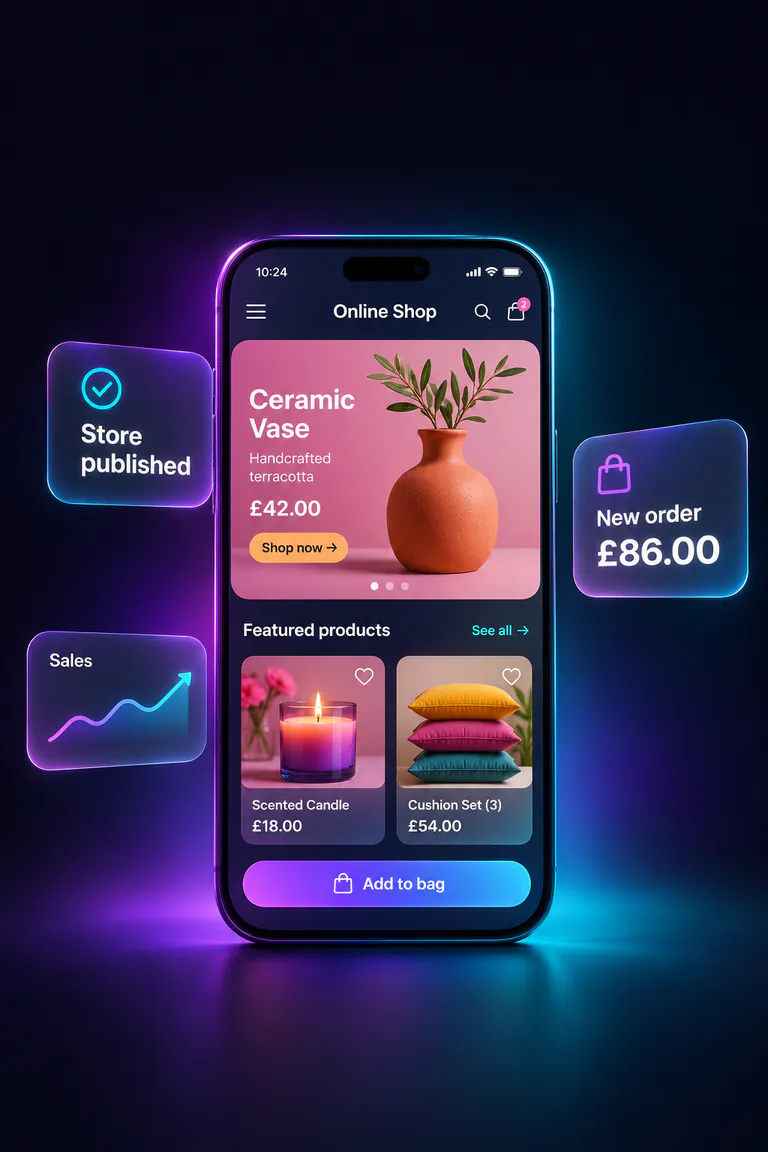 10:24
Online Shop
2
Ceramic
Vase
Handcrafted
terracotta
£42.00
Shop now →
Store
published
New order
£86.00
Featured products
See all →
Sales
Scented Candle
£18.00
Cushion Set (3)
£54.00
Add to bag